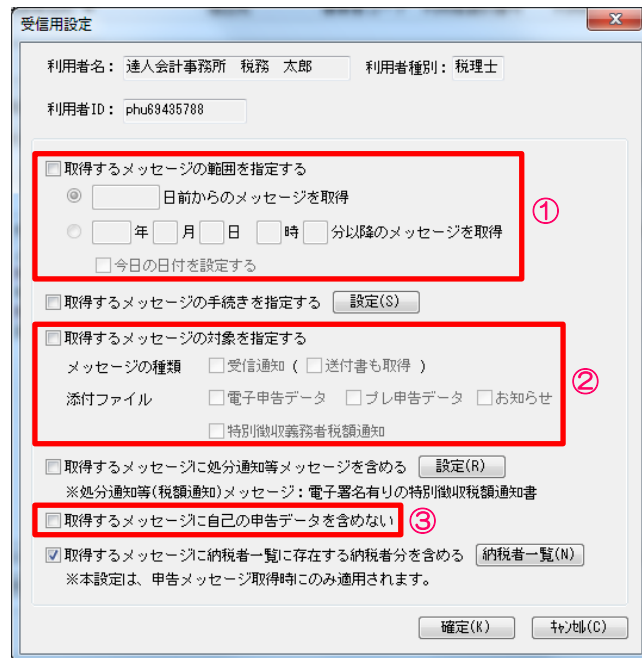 受信用設定
利用者名： 達人会計事務所　税務　太郎 利用者種別： 税理士
利用者ID： phu69435788
取得するメッセージの範囲を指定する
日前からのメッセージを取得
①
年 月 日 時 分以降のメッセージを取得
今日の日付を設定する
取得するメッセージの手続きを指定する 設定(S)
取得するメッセージの対象を指定する
メッセージの種類 受信通知 ( 送付書も取得 )
②
添付ファイル 電子申告データ プレ申告データ お知らせ
特別徴収義務者税額通知
取得するメッセージに処分通知等メッセージを含める 設定(R)
※処分通知等(税額通知)メッセージ：電子署名有りの特別徴収税額通知書
取得するメッセージに自己の申告データを含めない ③
取得するメッセージに納税者一覧に存在する納税者分を含める 納税者一覧(N)
※本設定は、申告メッセージ取得時にのみ適用されます。
確定(K) ｷｬﾝｾﾙ(C)